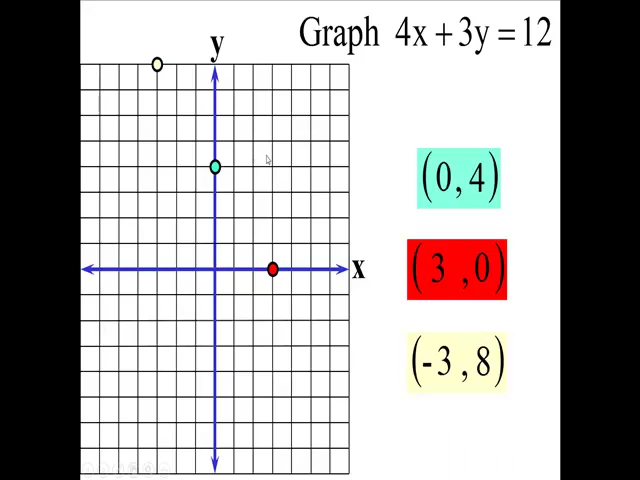 Graph 4x + 3y = 12
y
(0, 4)
x
(3 ,0)
(-3 ,8)